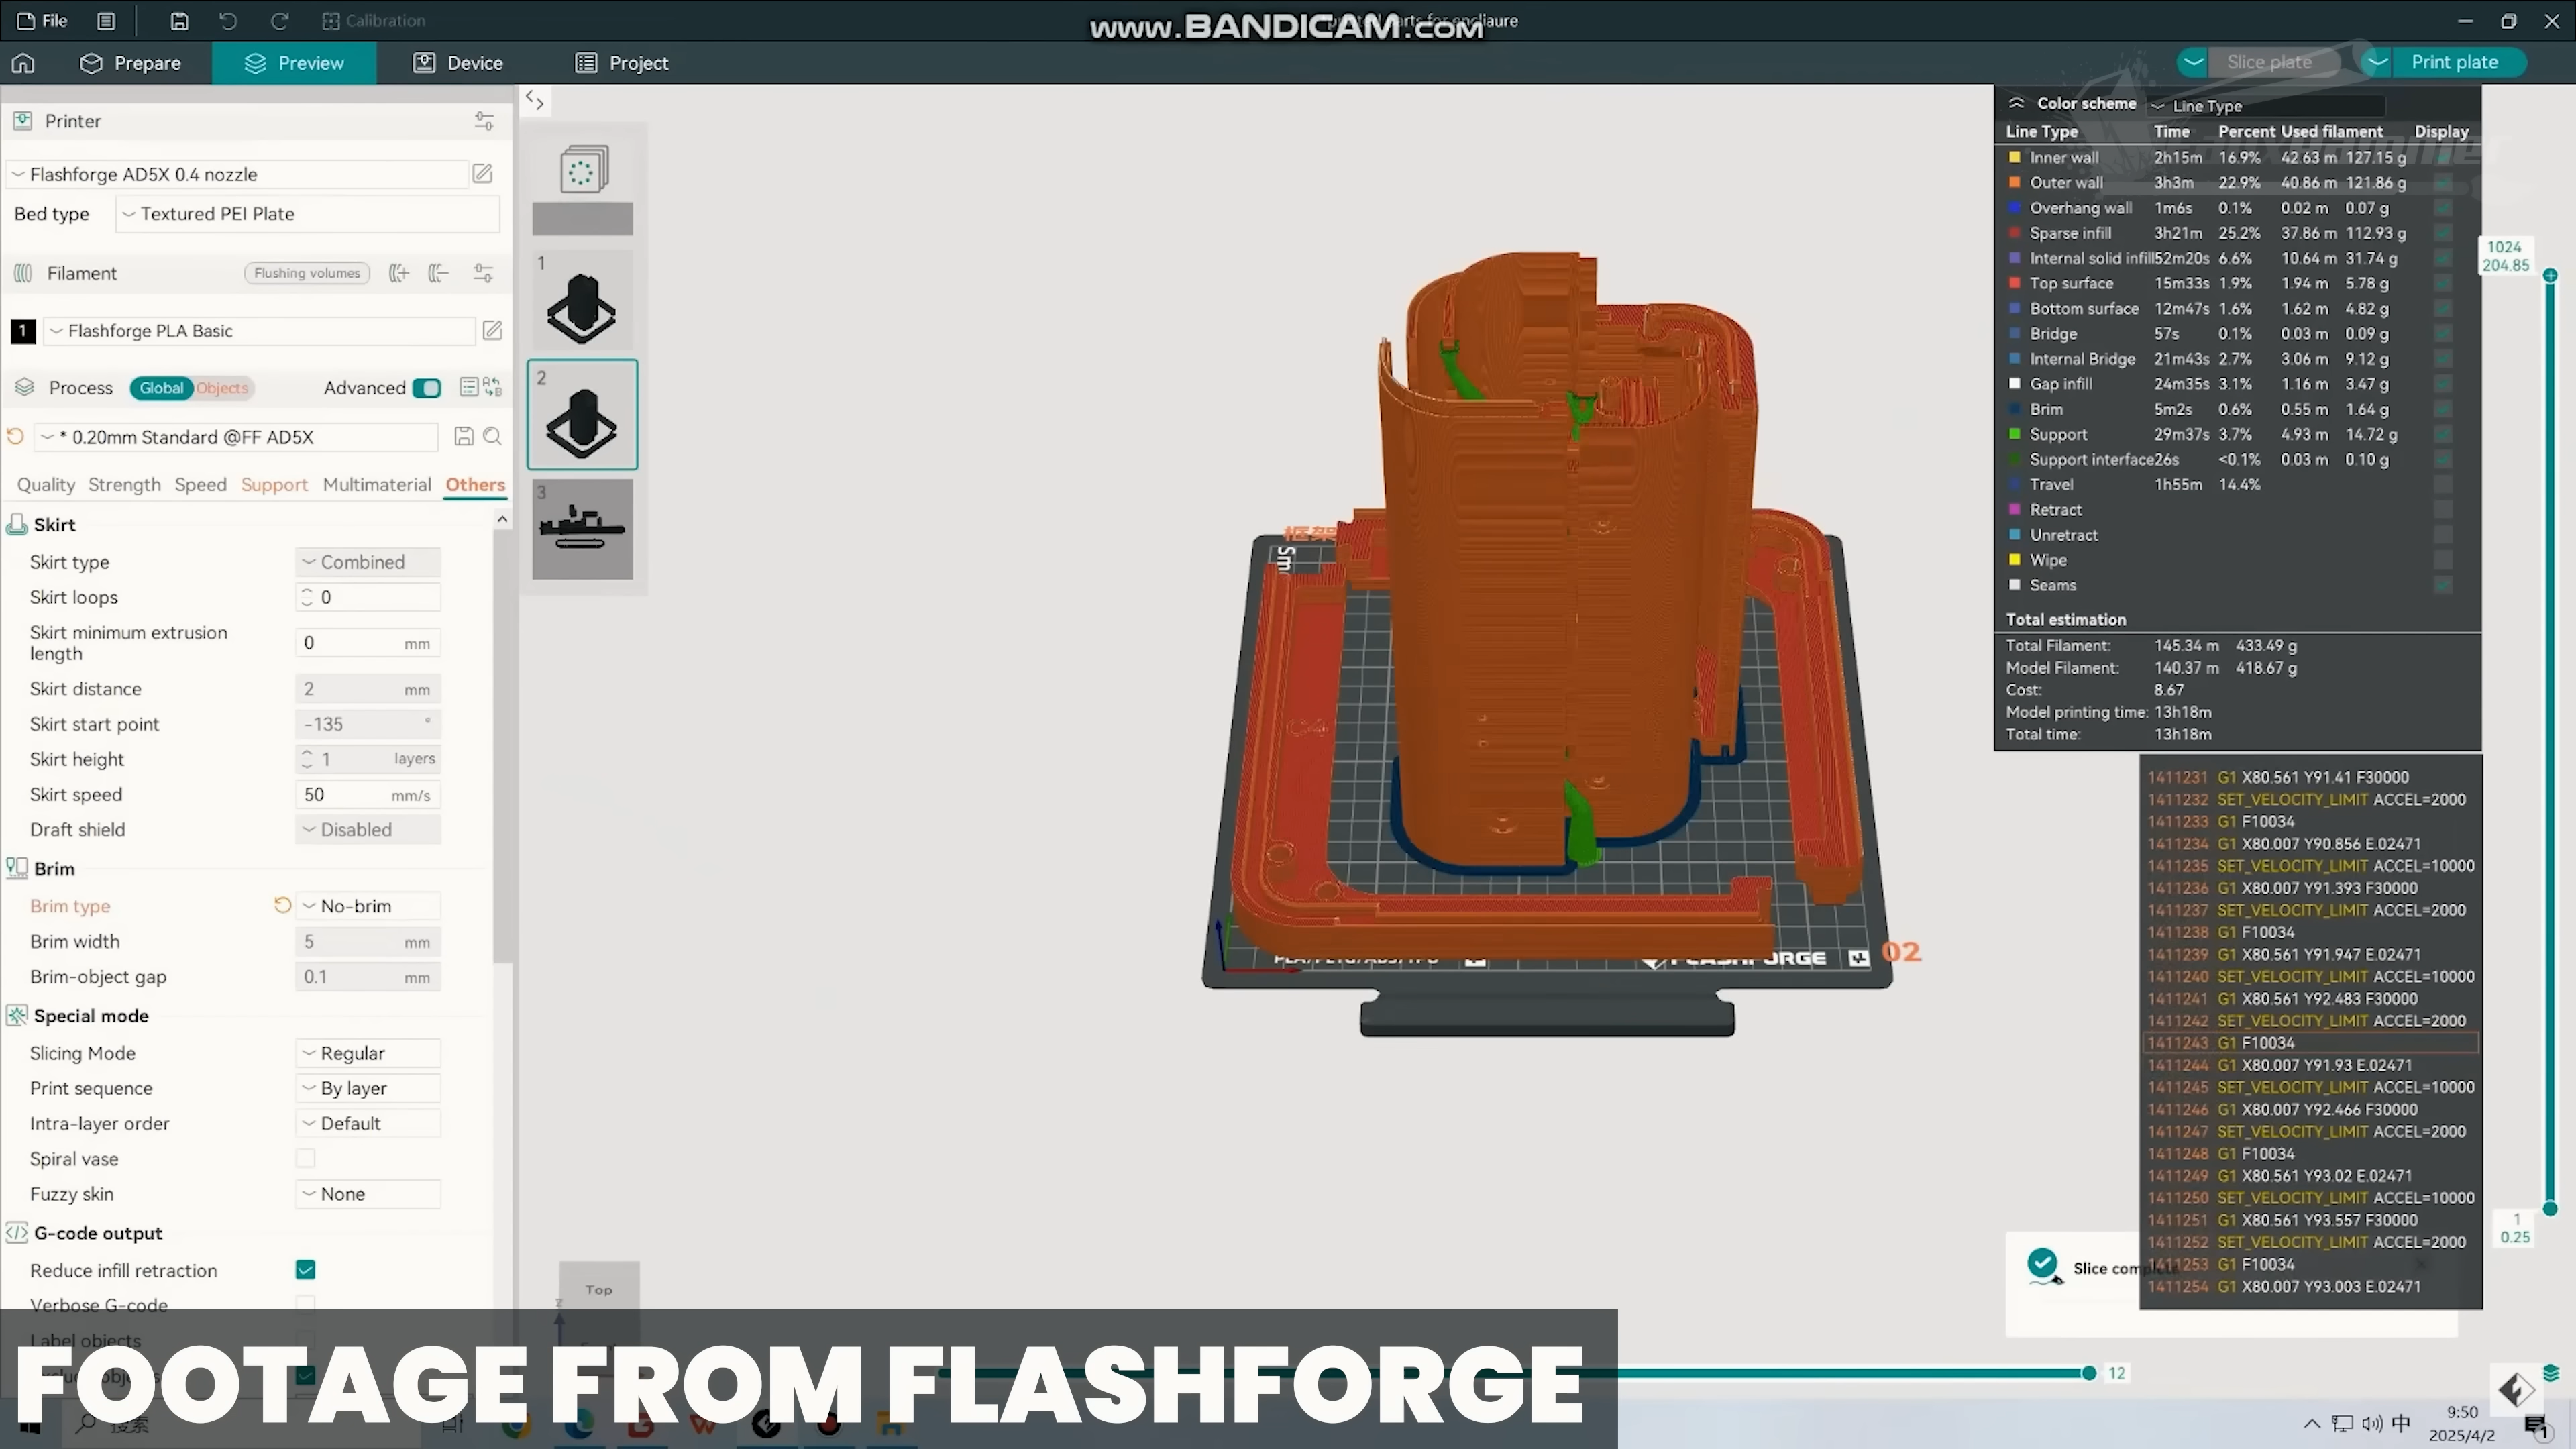 File
Calibration
www.BANDICAM.com
Prepare
Preview
Device
Project
Slice plate
Print plate
Printer
Flashforge AD5X 0.4 nozzle
Bed type
Textured PEI Plate
Filament
Flushing volumes
1
Flashforge PLA Basic
Process
Global
Objects
Advanced
* 0.20mm Standard @FF AD5X
Quality
Strength
Speed
Support
Multimaterial
Others
Skirt
Skirt type
Combined
Skirt loops
0
Skirt minimum extrusion
length
0 mm
Skirt distance
2 mm
Skirt start point
-135 °
Skirt height
1 layers
Skirt speed
50 mm/s
Draft shield
Disabled
Brim
Brim type
No-brim
Brim width
5 mm
Brim-object gap
0.1 mm
Special mode
Slicing Mode
Regular
Print sequence
By layer
Intra-layer order
Default
Spiral vase
Fuzzy skin
None
G-code output
Reduce infill retraction
Verbose G-code
Label objects
1
2
3
框架
FLASHFORGE
02
Top
Color scheme
Line Type
Line Type Time Percent Used filament Display
Inner wall 2h15m 16.9% 42.63 m 127.15 g
Outer wall 3h3m 22.9% 40.86 m 121.86 g
Overhang wall 1m6s 0.1% 0.02 m 0.07 g
Sparse infill 3h21m 25.2% 37.86 m 112.93 g
Internal solid infill 52m20s 6.6% 10.64 m 31.74 g
Top surface 15m33s 1.9% 1.94 m 5.78 g
Bottom surface 12m47s 1.6% 1.62 m 4.82 g
Bridge 57s 0.1% 0.03 m 0.09 g
Internal Bridge 21m43s 2.7% 3.06 m 9.12 g
Gap infill 24m35s 3.1% 1.16 m 3.47 g
Brim 5m2s 0.6% 0.55 m 1.64 g
Support 29m37s 3.7% 4.93 m 14.72 g
Support interface 26s <0.1% 0.03 m 0.10 g
Travel 1h55m 14.4%
Retract
Unretract
Wipe
Seams
Total estimation
Total Filament: 145.34 m 433.49 g
Model Filament: 140.37 m 418.67 g
Cost: 8.67
Model printing time: 13h18m
Total time: 13h18m
1024
204.85
1411231 G1 X80.561 Y91.41 F30000
1411232 SET_VELOCITY_LIMIT ACCEL=2000
1411233 G1 F10034
1411234 G1 X80.007 Y90.856 E.02471
1411235 SET_VELOCITY_LIMIT ACCEL=10000
1411236 G1 X80.007 Y91.393 F30000
1411237 SET_VELOCITY_LIMIT ACCEL=2000
1411238 G1 F10034
1411239 G1 X80.561 Y91.947 E.02471
1411240 SET_VELOCITY_LIMIT ACCEL=10000
1411241 G1 X80.561 Y92.483 F30000
1411242 SET_VELOCITY_LIMIT ACCEL=2000
1411243 G1 F10034
1411244 G1 X80.007 Y91.93 E.02471
1411245 SET_VELOCITY_LIMIT ACCEL=10000
1411246 G1 X80.007 Y92.466 F30000
1411247 SET_VELOCITY_LIMIT ACCEL=2000
1411248 G1 F10034
1411249 G1 X80.561 Y93.02 E.02471
1411250 SET_VELOCITY_LIMIT ACCEL=10000
1411251 G1 X80.561 Y93.557 F30000
1411252 SET_VELOCITY_LIMIT ACCEL=2000
1411253 G1 F10034
1411254 G1 X80.007 Y93.003 E.02471
1
0.25
Slice
12
FOOTAGE FROM FLASHFORGE
搜索
中
9:50
2025/4/2